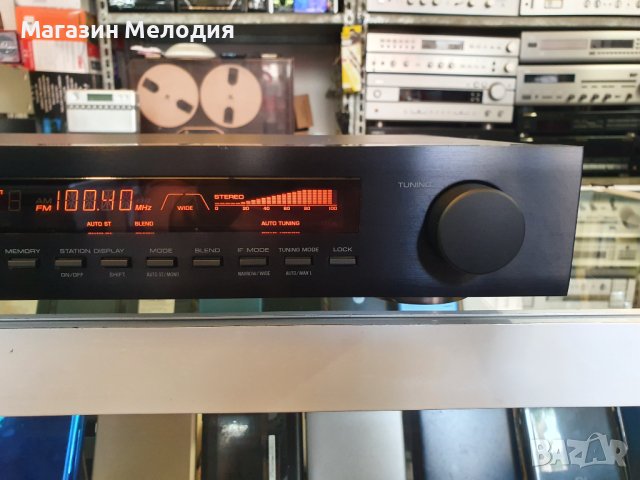 Магазин Мелодия
AM
FM 100.40 MHz
WIDE
STEREO
0 20 40 60 80 100
AUTO ST BLEND
AUTO TUNING
TUNING
MEMORY STATION DISPLAY MODE BLEND IF MODE TUNING MODE LOCK
ON/OFF SHIFT AUTO ST/MONO NARROW/WIDE AUTO/MAN'L
BAZAR